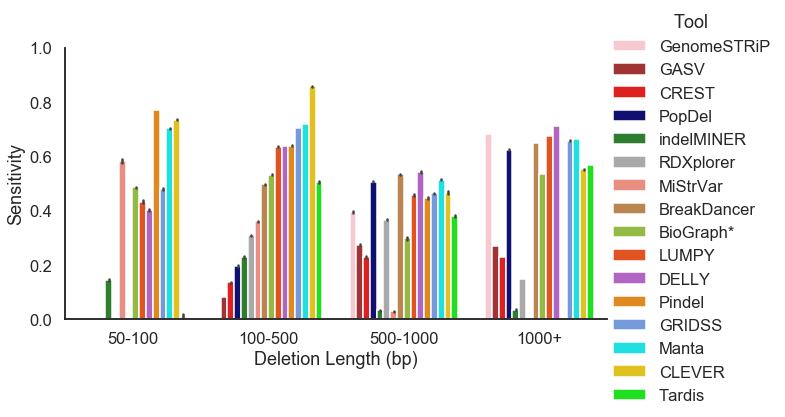 Tool
GenomeSTRiP
GASV
CREST
PopDel
indelMINER
RDXplorer
MiStrVar
BreakDancer
BioGraph*
LUMPY
DELLY
Pindel
GRIDSS
Manta
CLEVER
Tardis
Sensitivity
1.0
0.8
0.6
0.4
0.2
0.0
50-100 100-500 500-1000 1000+
Deletion Length (bp)